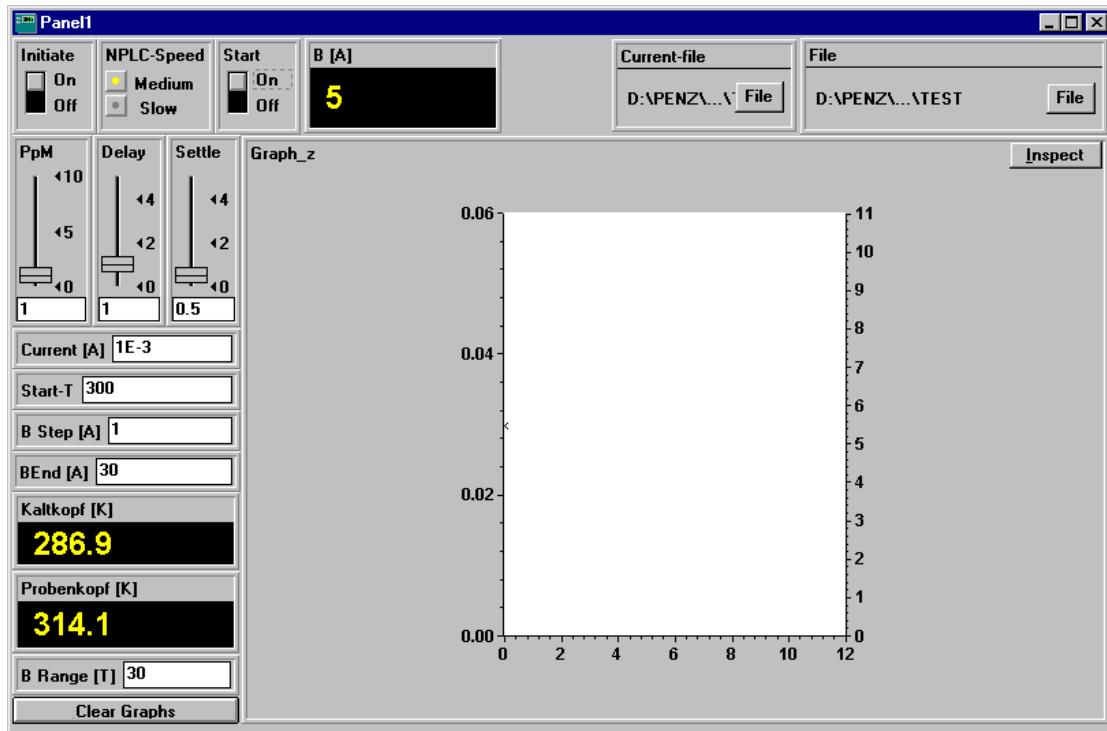 Panel1
Initiate
On
Off
NPLC-Speed
Medium
Slow
Start
On
Off
B [A]
5
Current-file
D:\PENZ\...\
File
File
D:\PENZ\...\TEST
File
PpM
10
5
0
1
Delay
4
2
0
1
Settle
4
2
0
0.5
Current [A] 1E-3
Start-T 300
B Step [A] 1
BEnd [A] 30
Kaltkopf [K]
286.9
Probenkopf [K]
314.1
B Range [T] 30
Clear Graphs
Graph_z
Inspect
0.06
0.04
0.02
0.00
11
10
9
8
7
6
5
4
3
2
1
0
0 2 4 6 8 10 12